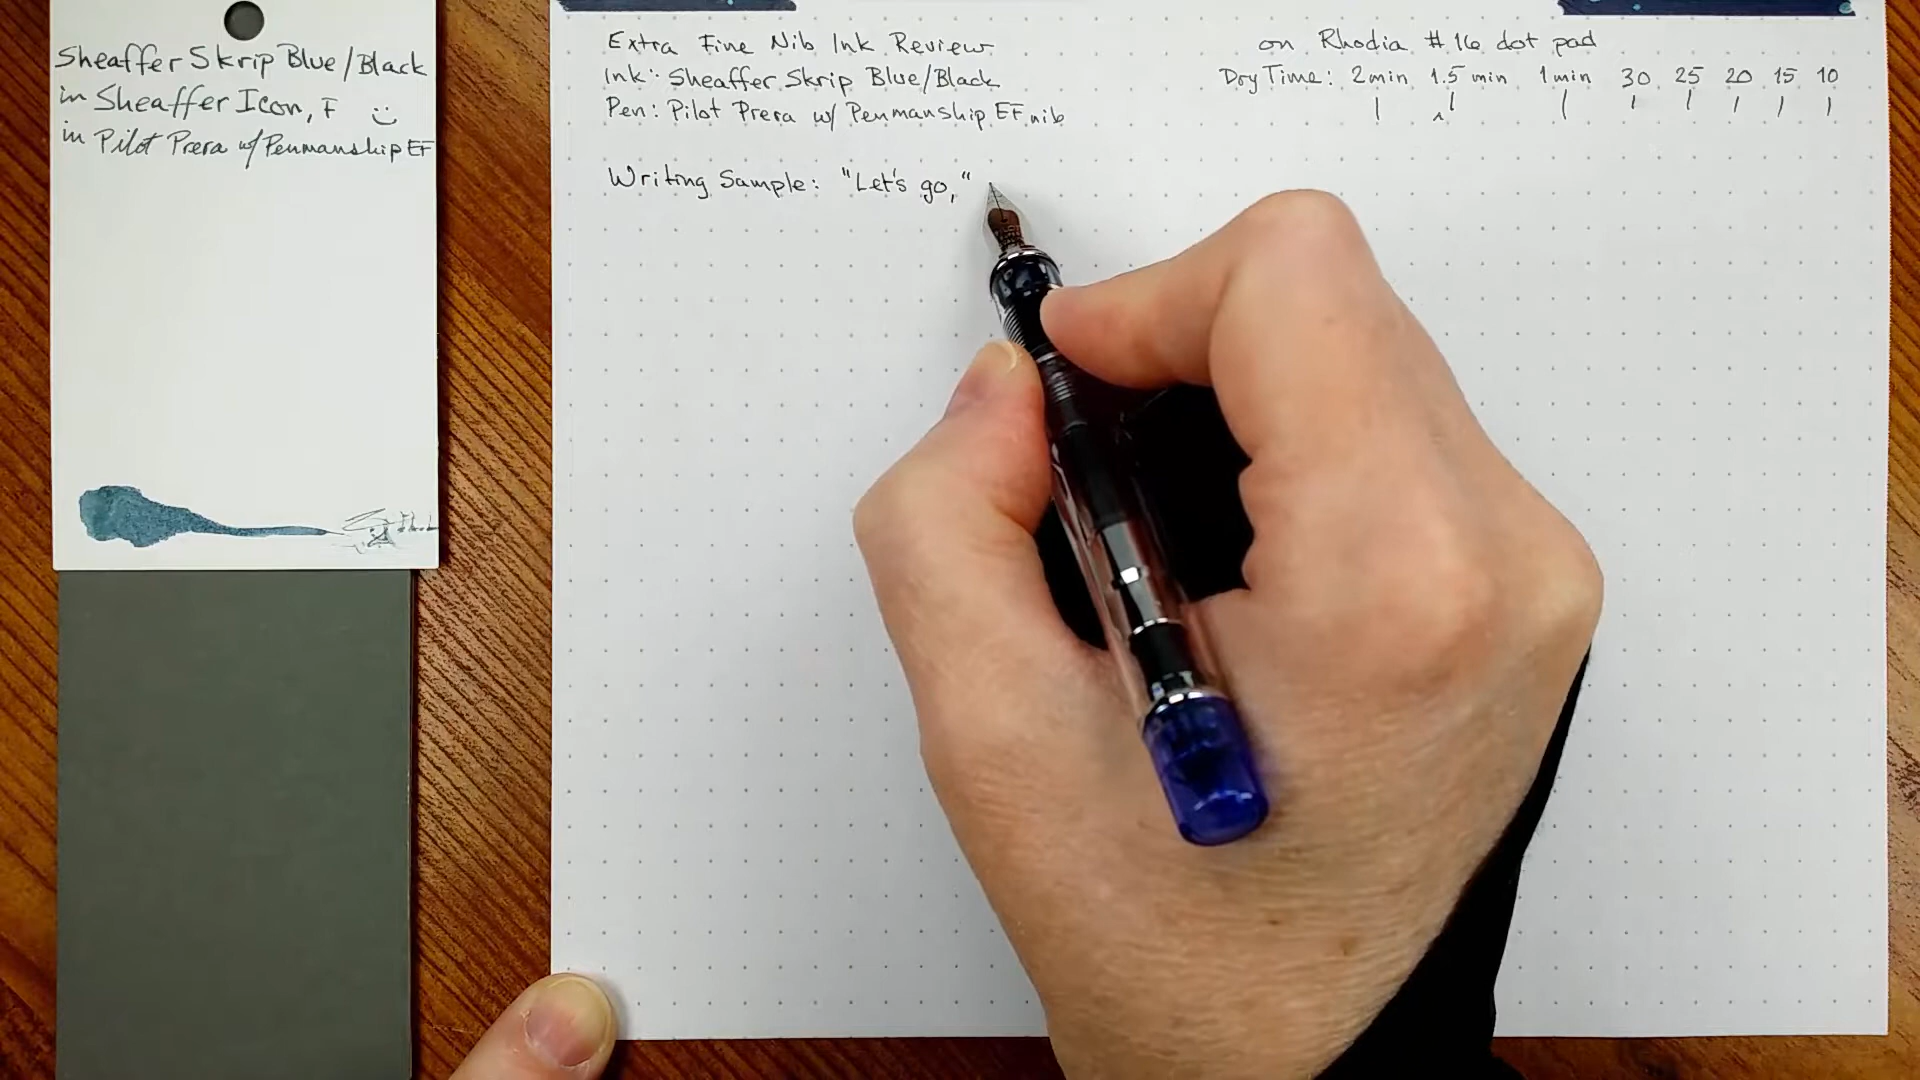 Sheaffer Skrip Blue/Black
in Sheaffer Icon, F
in Pilot Prera w/ Penmanship EF
Extra Fine Nib Ink Review
Ink: Sheaffer Skrip Blue/Black
Pen: Pilot Prera w/ Penmanship EF nib
on Rhodia #16 dot pad
Dry Time: 2 min 1.5 min 1 min 30 25 20 15 10
Writing Sample: "Let's go,"